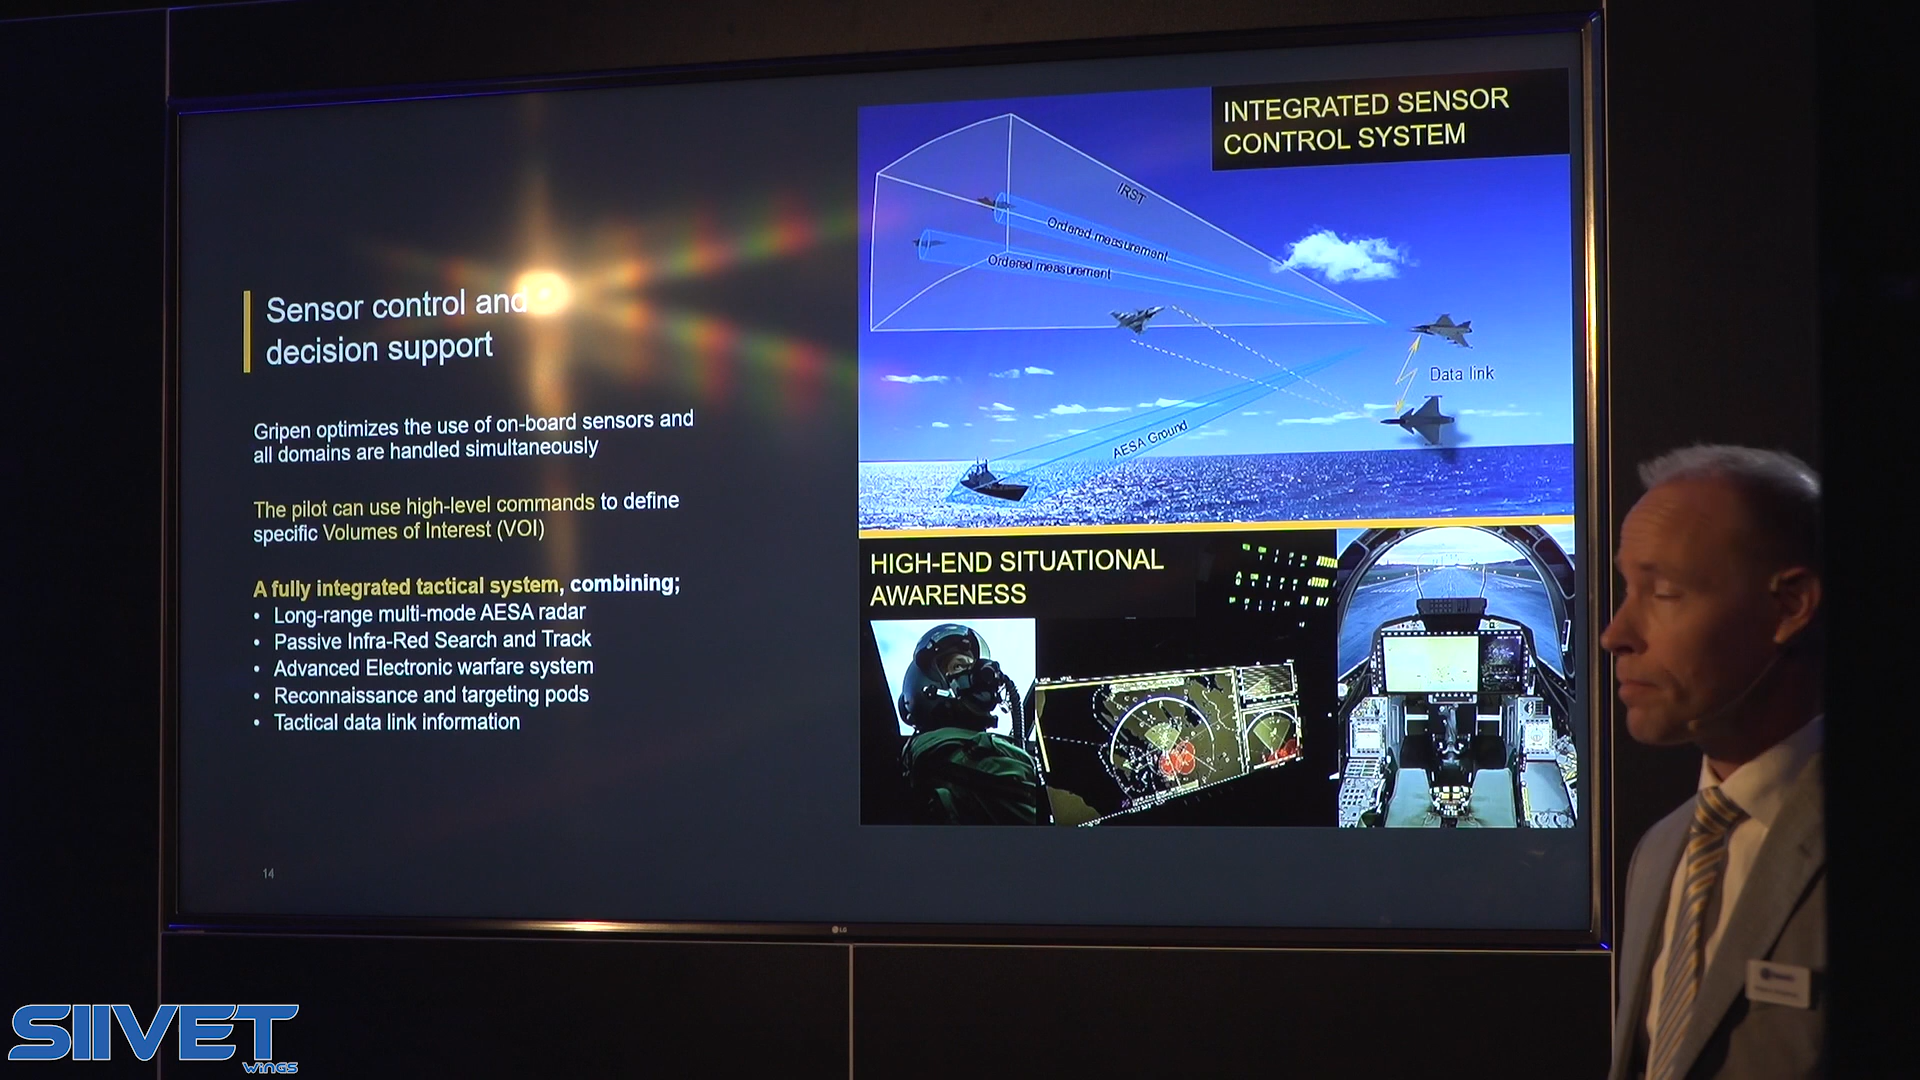 Sensor control and
decision support
Gripen optimizes the use of on-board sensors and
all domains are handled simultaneously
The pilot can use high-level commands to define
specific Volumes of Interest (VOI)
A fully integrated tactical system, combining;
• Long-range multi-mode AESA radar
• Passive Infra-Red Search and Track
• Advanced Electronic warfare system
• Reconnaissance and targeting pods
• Tactical data link information
14
INTEGRATED SENSOR
CONTROL SYSTEM
IRST
Ordered measurement
Ordered measurement
Data link
AESA Ground
HIGH-END SITUATIONAL
AWARENESS
LG
SIIVET
WINGS